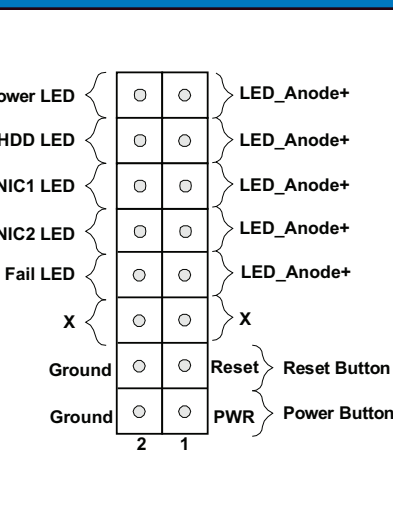 ower LED LED_Anode+
HDD LED LED_Anode+
NIC1 LED LED_Anode+
NIC2 LED LED_Anode+
Fail LED LED_Anode+
X X
Ground Reset Reset Button
Ground PWR Power Button
2 1